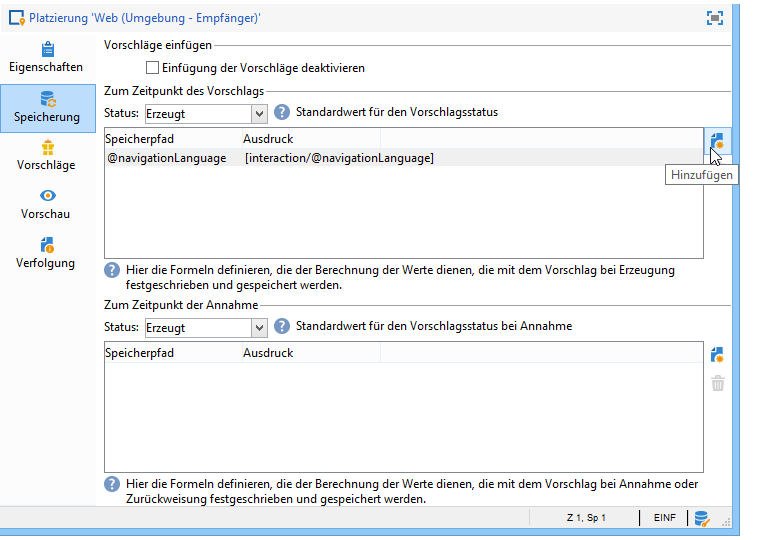 Platzierung 'Web (Umgebung - Empfänger)'
Eigenschaften
Speicherung
Vorschläge
Vorschau
Verfolgung
Vorschläge einfügen
Einfügung der Vorschläge deaktivieren
Zum Zeitpunkt des Vorschlags
Status: Erzeugt ? Standardwert für den Vorschlagsstatus
Speicherpfad Ausdruck
@navigationLanguage [interaction/@navigationLanguage]
Hinzufügen
? Hier die Formeln definieren, die der Berechnung der Werte dienen, die mit dem Vorschlag bei Erzeugung
festgeschrieben und gespeichert werden.
Zum Zeitpunkt der Annahme
Status: Erzeugt ? Standardwert für den Vorschlagsstatus bei Annahme
Speicherpfad Ausdruck
? Hier die Formeln definieren, die der Berechnung der Werte dienen, die mit dem Vorschlag bei Annahme oder
Zurückweisung festgeschrieben und gespeichert werden.
Z 1, Sp 1 EINF